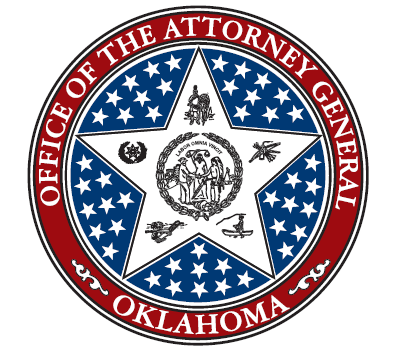 OFFICE OF THE ATTORNEY GENERAL
LABOR OMNIA VINCIT
OKLAHOMA